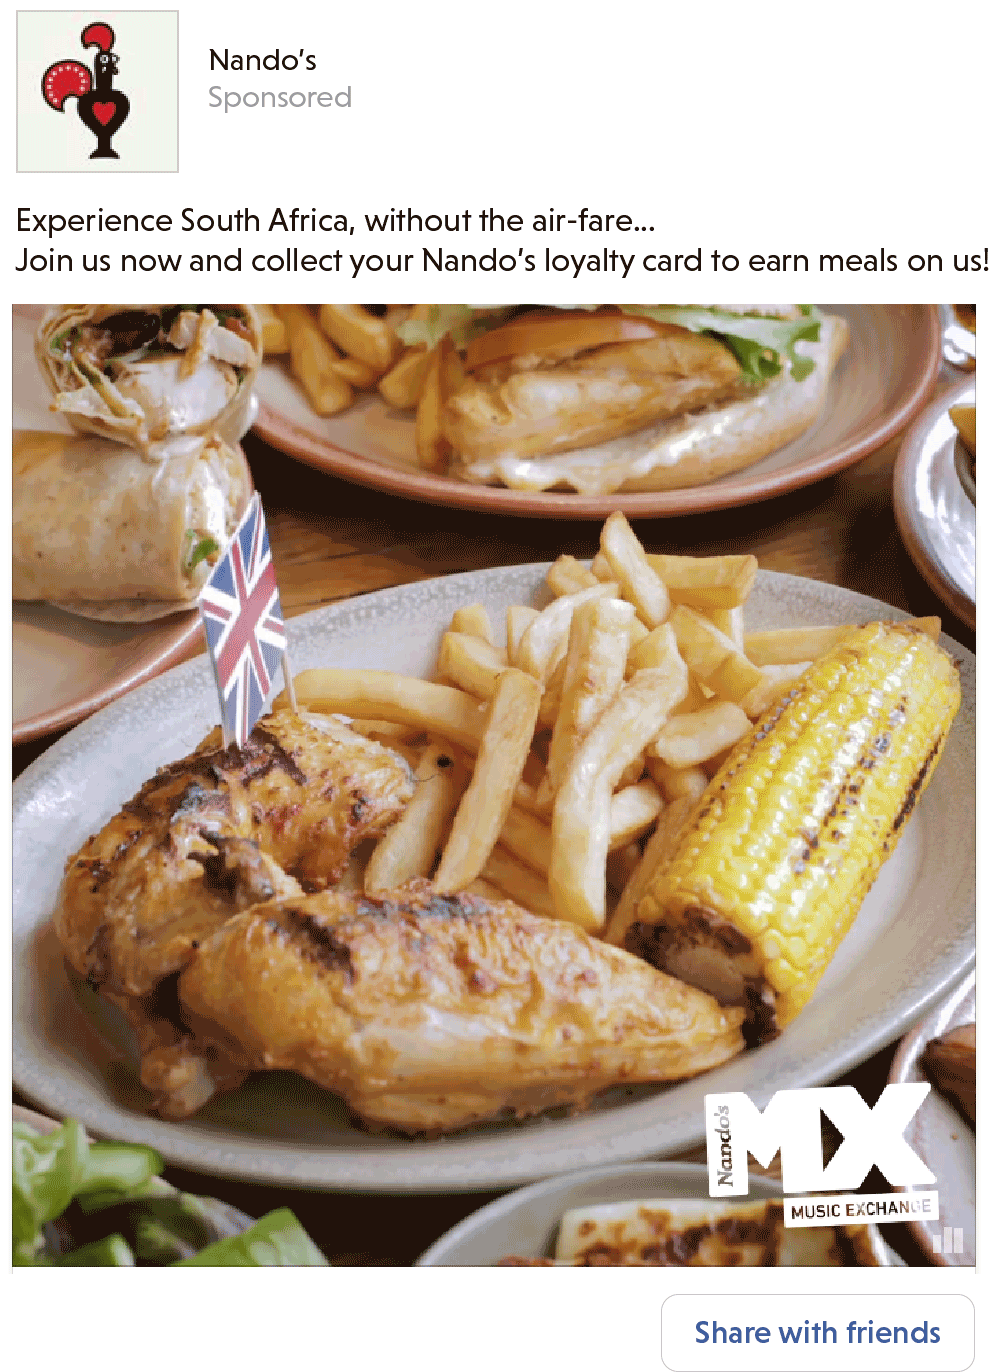 Nando's
Sponsored
Experience South Africa, without the air-fare...
Join us now and collect your Nando's loyalty card to earn meals on us!
Nando's
MX
MUSIC EXCHANGE
Share with friends